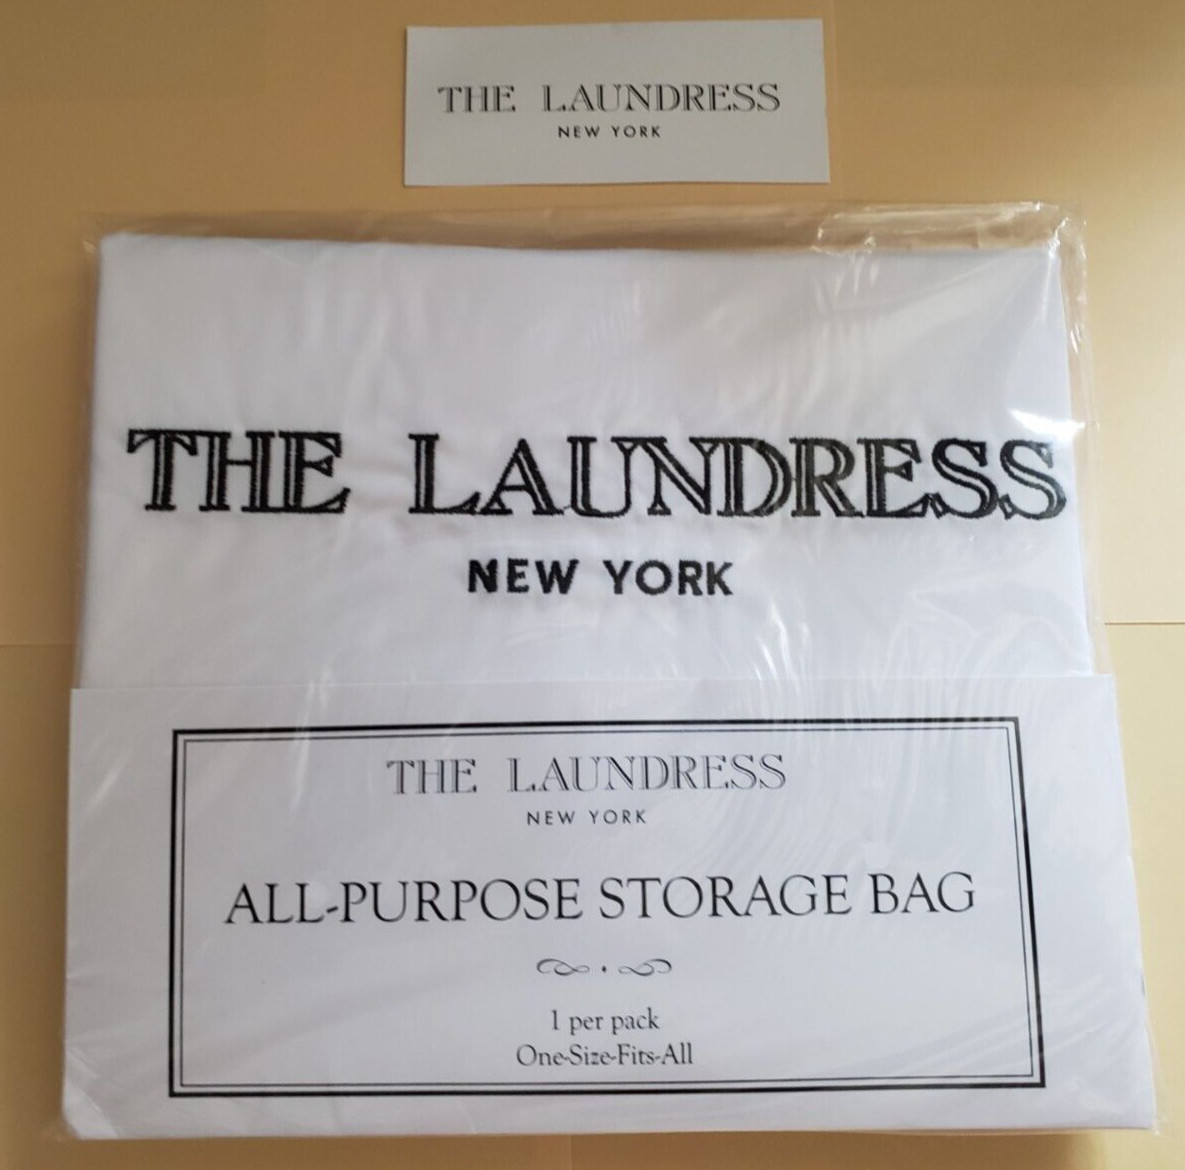 THE LAUNDRESS
NEW YORK
THE LAUNDRESS
NEW YORK
THE LAUNDRESS
NEW YORK
ALL-PURPOSE STORAGE BAG
1 per pack
One-Size-Fits-All